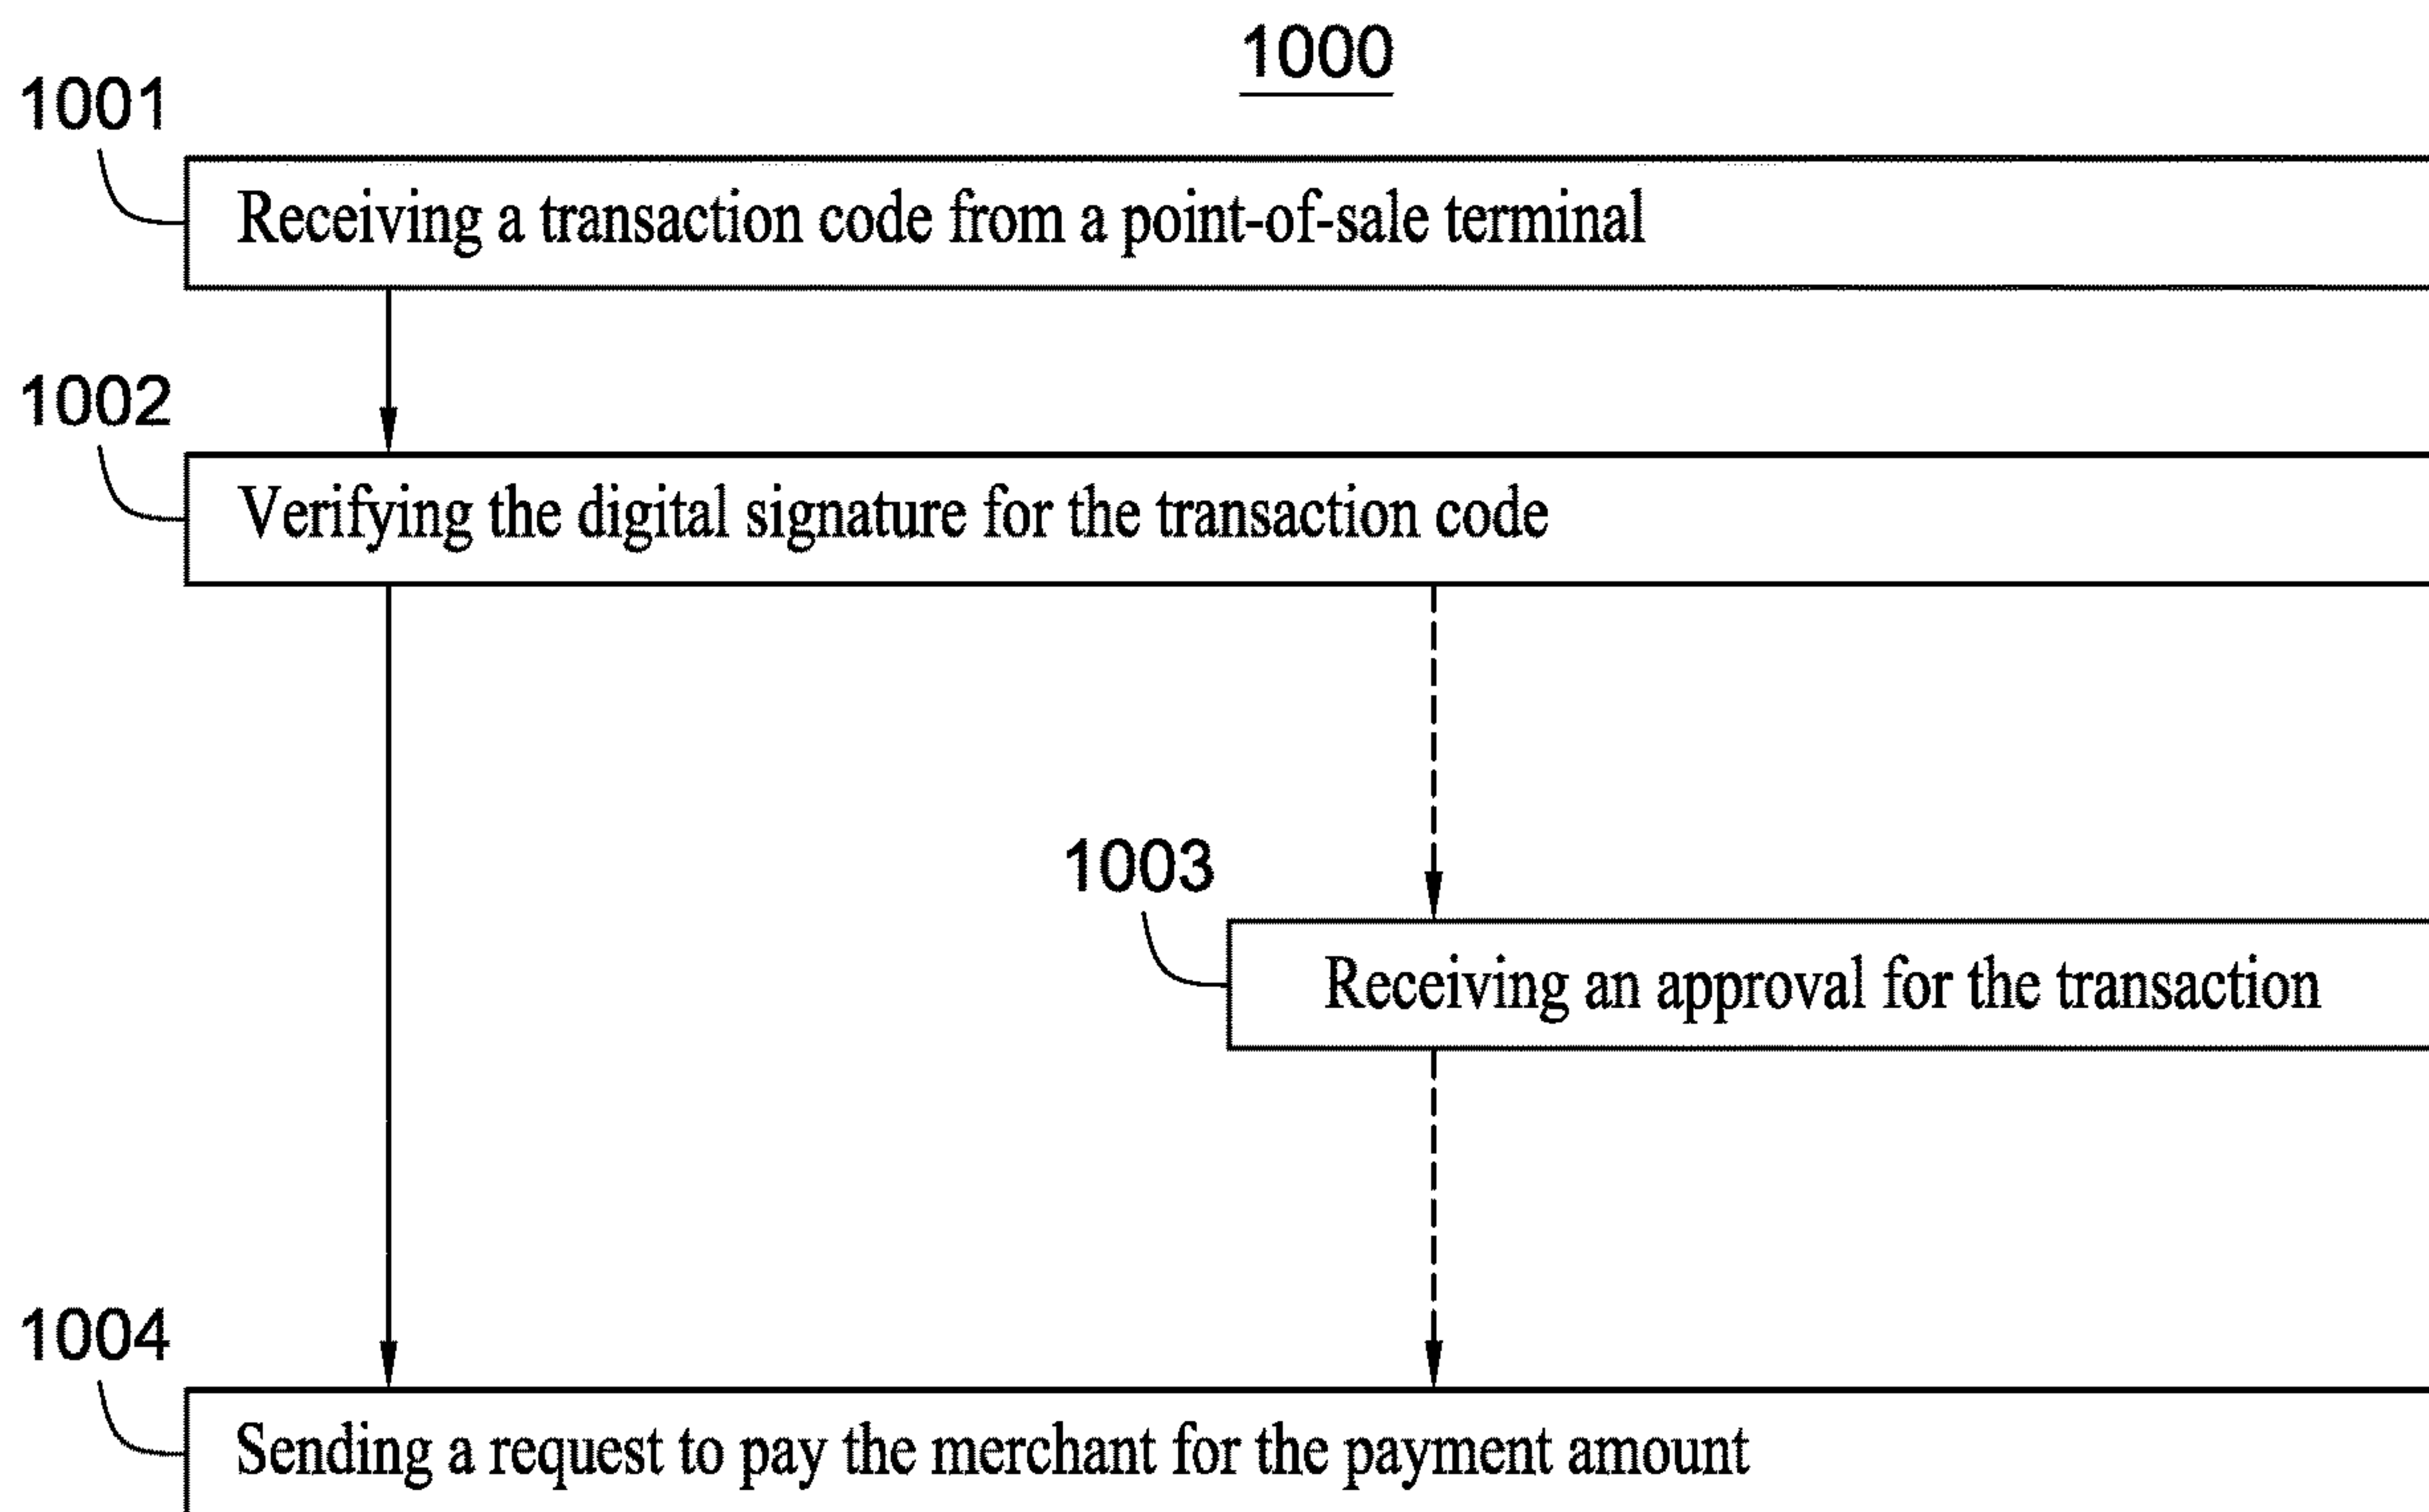 1000
1001
Receiving a transaction code from a point-of-sale terminal
1002
Verifying the digital signature for the transaction code
1003
Receiving an approval for the transaction
1004
Sending a request to pay the merchant for the payment amount